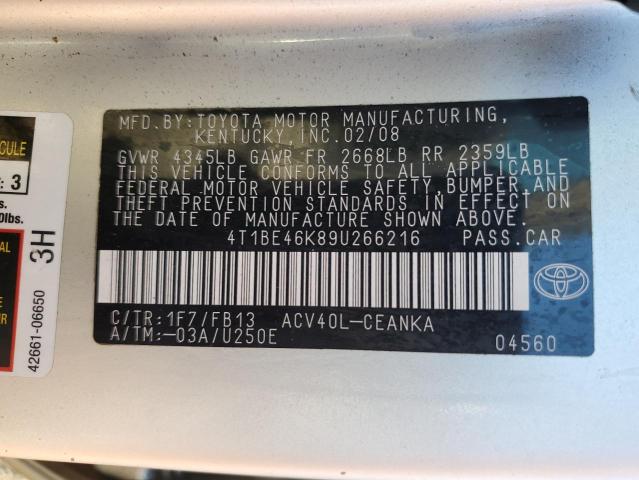 MFD.BY:TOYOTA MOTOR MANUFACTURING,
KENTUCKY,INC.02/08
GVWR 4345LB GAWR FR 2668LB RR 2359LB
THIS VEHICLE CONFORMS TO ALL APPLICABLE
FEDERAL MOTOR VEHICLE SAFETY,BUMPER,AND
THEFT PREVENTION STANDARDS IN EFFECT ON
THE DATE OF MANUFACTURE SHOWN ABOVE.
4T1BE46K89U266216 PASS.CAR
C/TR:1F7/FB13 ACV40L-CEANKA
A/TM:-03A/U250E 04560
3
3H
42661-06650